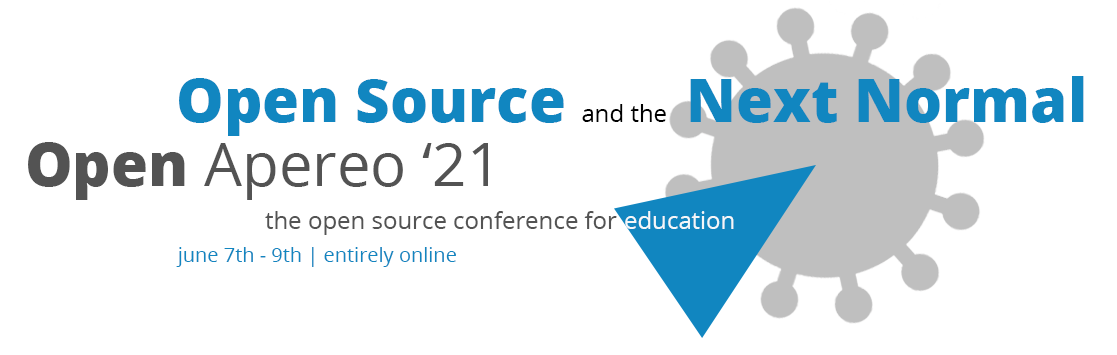 Open Source and the Next Normal
Open Apereo ‘21
the open source conference for education
june 7th - 9th | entirely online